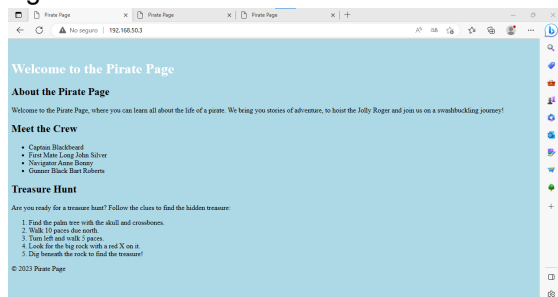 Pirate Page
Pirate Page
Pirate Page
No seguro
192.168.50.3
Welcome to the Pirate Page
About the Pirate Page
Welcome to the Pirate Page, where you can learn all about the life of a pirate. We bring you stories of adventure, to hoist the Jolly Roger and join us on a swashbuckling journey!
Meet the Crew
Captain Blackbeard
First Mate Long John Silver
Navigator Anne Bonny
Gunner Black Bart Roberts
Treasure Hunt
Are you ready for a treasure hunt? Follow the clues to find the hidden treasure:
1. Find the palm tree with the skull and crossbones.
2. Walk 10 paces due north.
3. Turn left and walk 5 paces.
4. Look for the big rock with a red X on it.
5. Dig beneath the rock to find the treasure!
© 2023 Pirate Page